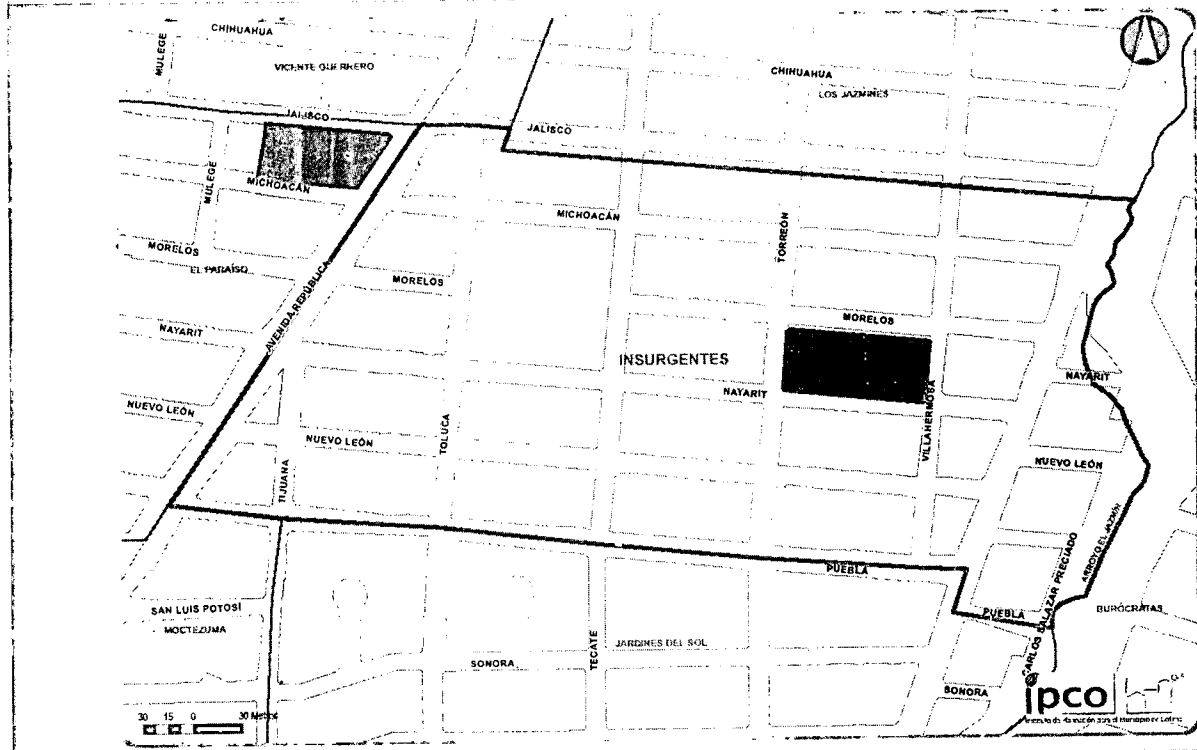 CHIHUAHUA
MULEGE
VICENTE GUERRERO
CHIHUAHUA
LOS JAZMINES
JALISCO
JALISCO
MULEGE
MICHOACÁN
MICHOACÁN
TORREÓN
MORELOS
EL PARAÍSO
AVENIDA REPÚBLICA
MORELOS
MORELOS
NAYARIT
INSURGENTES
NAYARIT
NAYARIT
VILLAHERMOSA
NUEVO LEÓN
NUEVO LEÓN
TOLUCA
NUEVO LEÓN
TIJUANA
ARROYO EL JAZMÍN
CARLOS SALAZAR PRECIADO
PUEBLA
PUEBLA
BURÓCRATAS
SAN LUIS POTOSÍ
MOCTEZUMA
TECATE
JARDINES DEL SOL
SONORA
SONORA
30 15 0 30 Metros
ipco